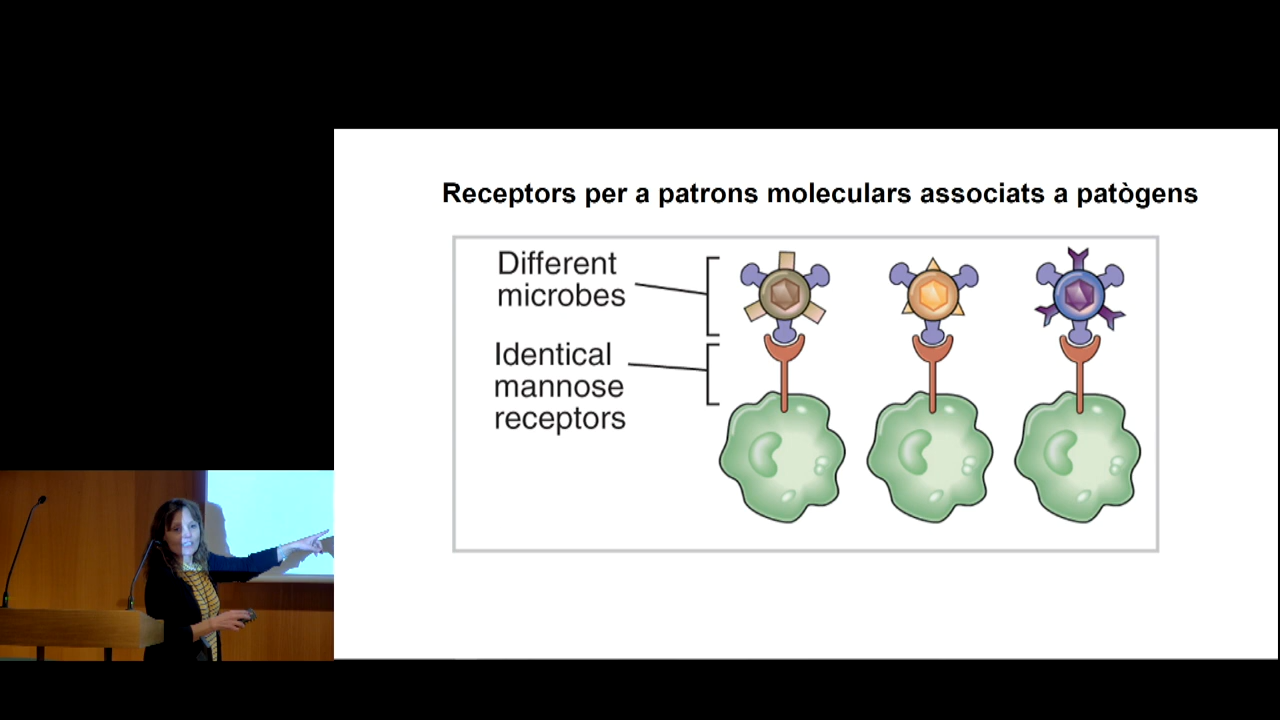 Receptors per a patrons moleculars associats a patògens
Different
microbes
Identical
mannose
receptors